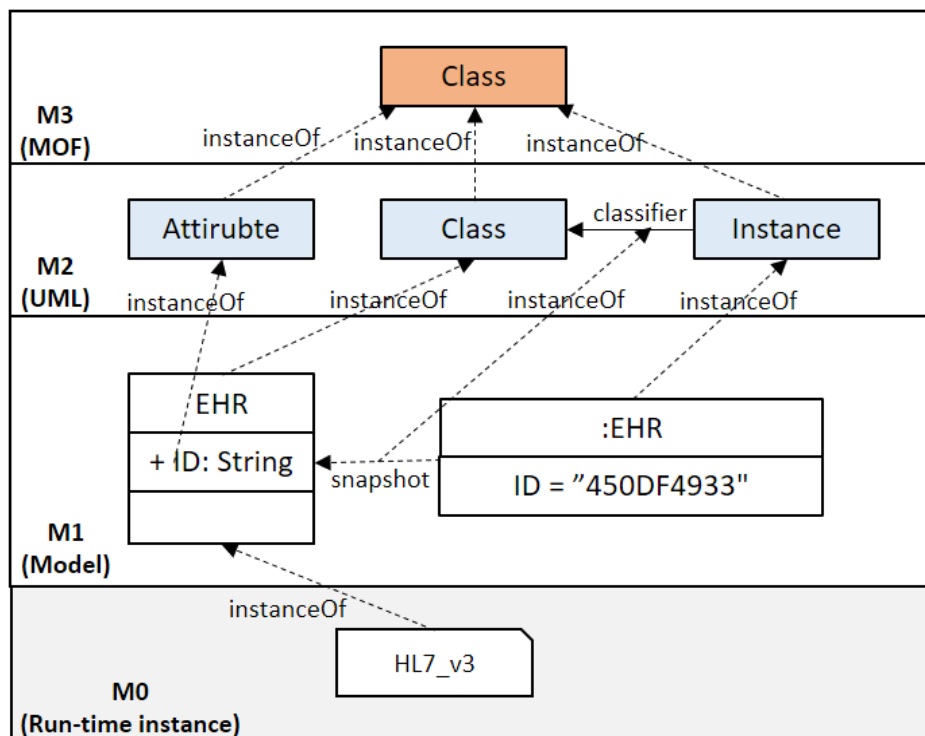 Class
M3
(MOF)
instanceOf
instanceOf
instanceOf
Attirubte
Class
classifier
Instance
M2
(UML)
instanceOf
instanceOf
instanceOf
instanceOf
EHR
+ ID: String
:EHR
snapshot
ID = ”450DF4933"
M1
(Model)
instanceOf
HL7_v3
M0
(Run-time instance)